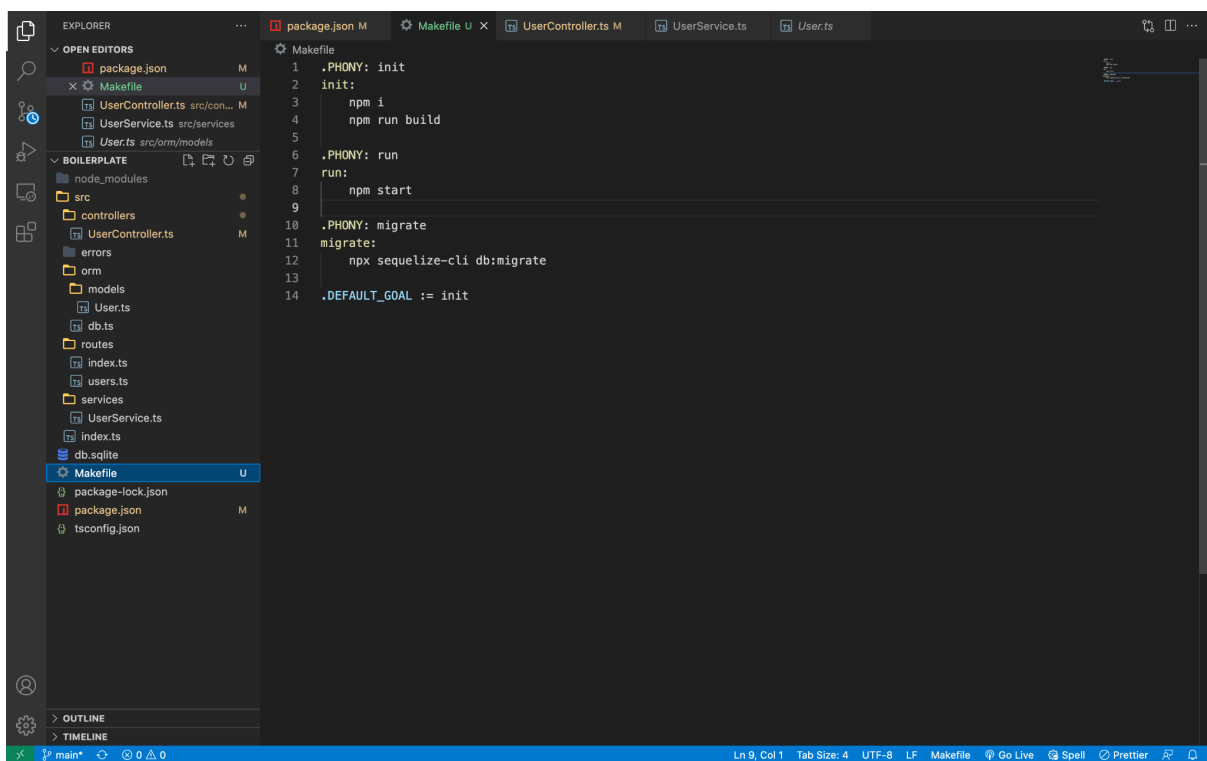 EXPLORER
OPEN EDITORS
package.json M
Makefile U
UserController.ts src/con... M
UserService.ts src/services
User.ts src/orm/models
BOILERPLATE
node_modules
src
controllers
UserController.ts M
errors
orm
models
User.ts
db.ts
routes
index.ts
users.ts
services
UserService.ts
index.ts
db.sqlite
Makefile U
package-lock.json
package.json M
tsconfig.json
OUTLINE
TIMELINE
package.json M Makefile U UserController.ts M UserService.ts User.ts
Makefile
1 .PHONY: init
2 init:
3 npm i
4 npm run build
5
6 .PHONY: run
7 run:
8 npm start
9
10 .PHONY: migrate
11 migrate:
12 npx sequelize-cli db:migrate
13
14 .DEFAULT_GOAL := init
main* 0 0 Ln 9, Col 1 Tab Size: 4 UTF-8 LF Makefile Go Live Spell Prettier